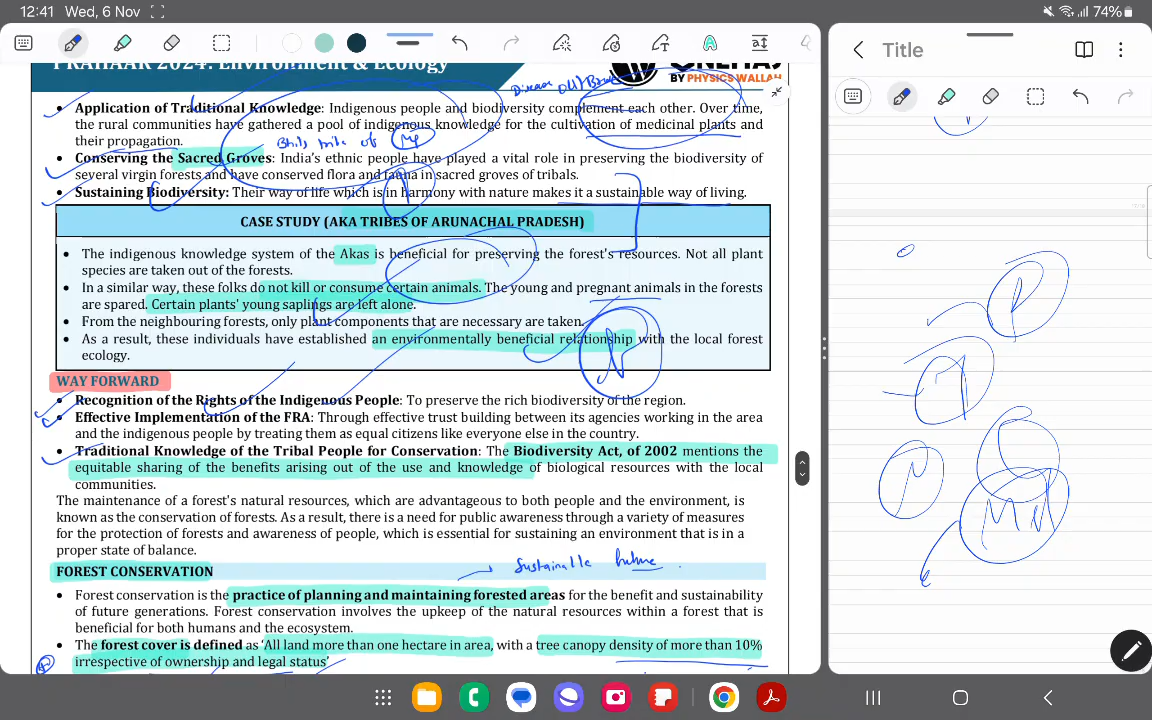 12:41 Wed, 6 Nov
74%
Title
PRAHAAR 2024: Environment & Ecology
BY PHYSICS WALLAH
• Application of Traditional Knowledge: Indigenous people and biodiversity complement each other. Over time,
the rural communities have gathered a pool of indigenous knowledge for the cultivation of medicinal plants and
their propagation.
Bhils tribe of MP
• Conserving the Sacred Groves: India's ethnic people have played a vital role in preserving the biodiversity of
several virgin forests and have conserved flora and fauna in sacred groves of tribals.
• Sustaining Biodiversity: Their way of life which is in harmony with nature makes it a sustainable way of living.
CASE STUDY (AKA TRIBES OF ARUNACHAL PRADESH)
• The indigenous knowledge system of the Akas is beneficial for preserving the forest's resources. Not all plant
species are taken out of the forests.
• In a similar way, these folks do not kill or consume certain animals. The young and pregnant animals in the forests
are spared. Certain plants' young saplings are left alone.
• From the neighbouring forests, only plant components that are necessary are taken.
• As a result, these individuals have established an environmentally beneficial relationship with the local forest
ecology.
N
WAY FORWARD
• Recognition of the Rights of the Indigenous People: To preserve the rich biodiversity of the region.
• Effective Implementation of the FRA: Through effective trust building between its agencies working in the area
and the indigenous people by treating them as equal citizens like everyone else in the country.
• Traditional Knowledge of the Tribal People for Conservation: The Biodiversity Act, of 2002 mentions the
equitable sharing of the benefits arising out of the use and knowledge of biological resources with the local
communities.
The maintenance of a forest's natural resources, which are advantageous to both people and the environment, is
known as the conservation of forests. As a result, there is a need for public awareness through a variety of measures
for the protection of forests and awareness of people, which is essential for sustaining an environment that is in a
proper state of balance.
Sustainable future
FOREST CONSERVATION
• Forest conservation is the practice of planning and maintaining forested areas for the benefit and sustainability
of future generations. Forest conservation involves the upkeep of the natural resources within a forest that is
beneficial for both humans and the ecosystem.
• The forest cover is defined as 'All land more than one hectare in area, with a tree canopy density of more than 10%
irrespective of ownership and legal status'
P
N